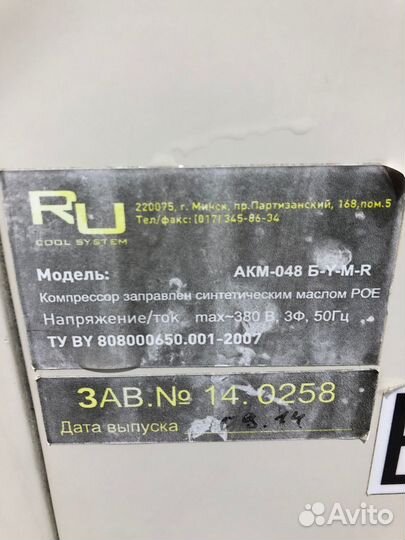 RU
COOL SYSTEM
220075, г. Минск, пр.Партизанский, 168,пом.5
Тел/факс: (017) 345-86-34
Модель: АКМ-048 Б-Y-M-R
Компрессор заправлен синтетическим маслом POE
Напряжение/ток max~380 В, 3Ф, 50Гц
ТУ BY 808000650.001-2007
ЗАВ.№ 14. 0258
Дата выпуска 09.14
Avito